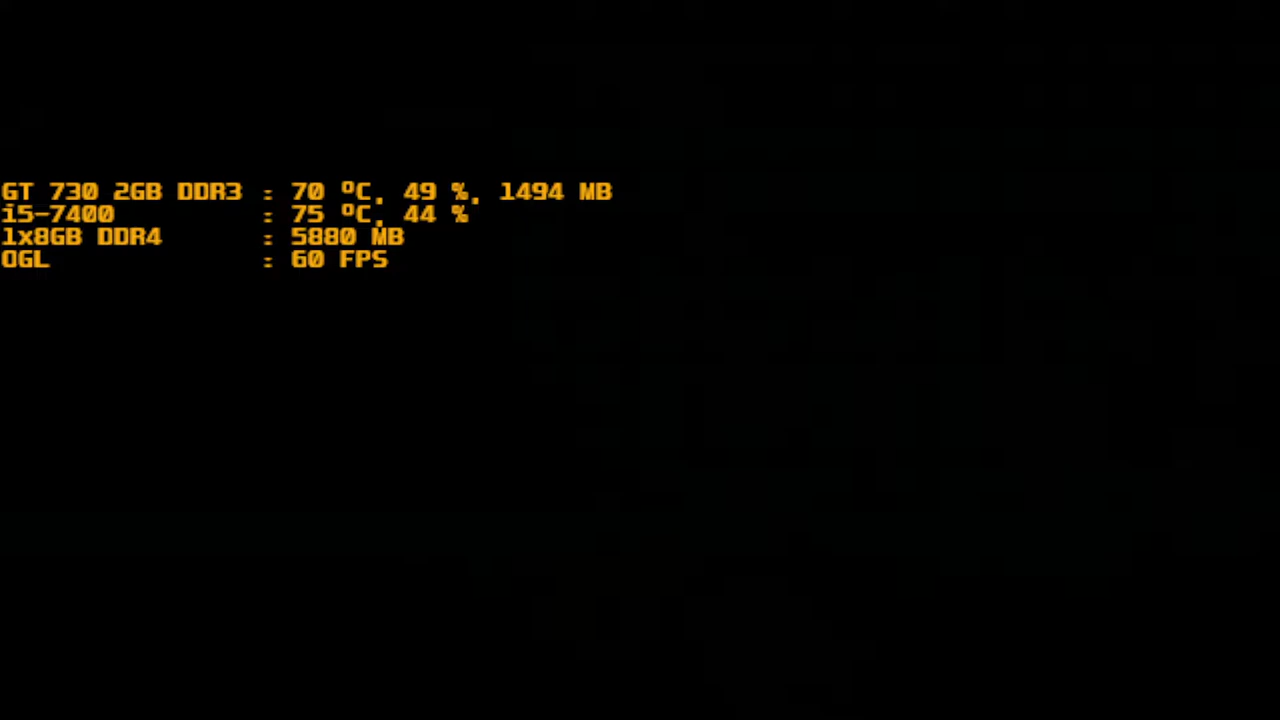 GT 730 2GB DDR3 : 70 ºC, 49 %, 1494 MB
i5-7400 : 75 ºC, 44 %
1x8GB DDR4 : 5880 MB
OGL : 60 FPS